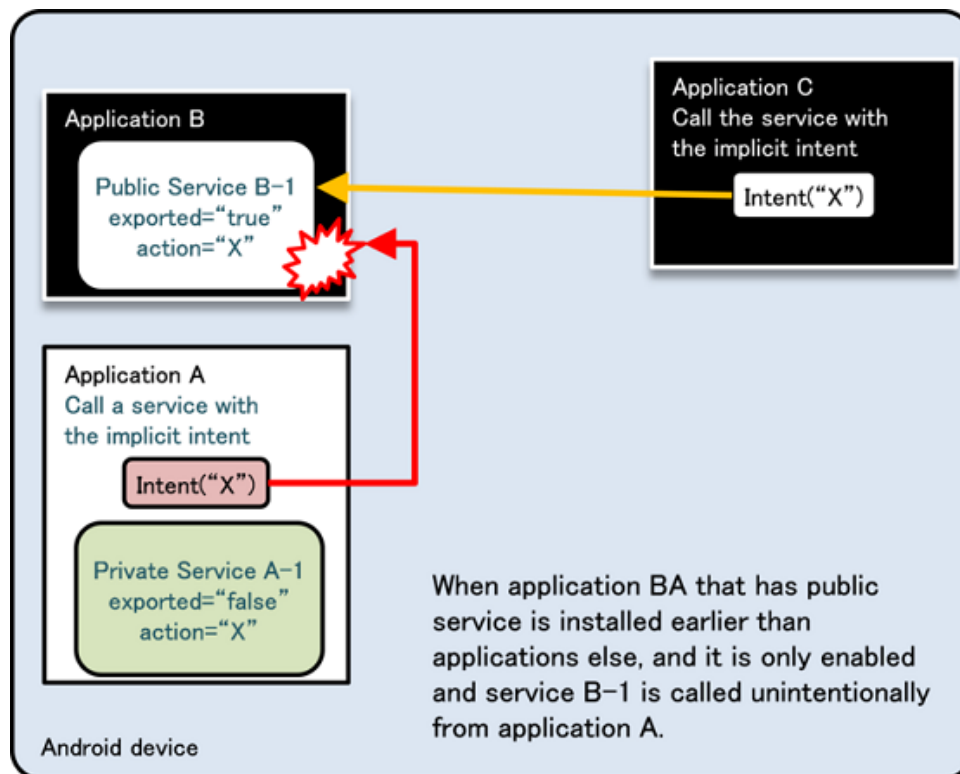 Application B
Public Service B-1
exported=“true”
action=“X”
Application C
Call the service with
the implicit intent
Intent(“X”)
Application A
Call a service with
the implicit intent
Intent(“X”)
Private Service A-1
exported=“false”
action=“X”
When application BA that has public
service is installed earlier than
applications else, and it is only enabled
and service B-1 is called unintentionally
from application A.
Android device